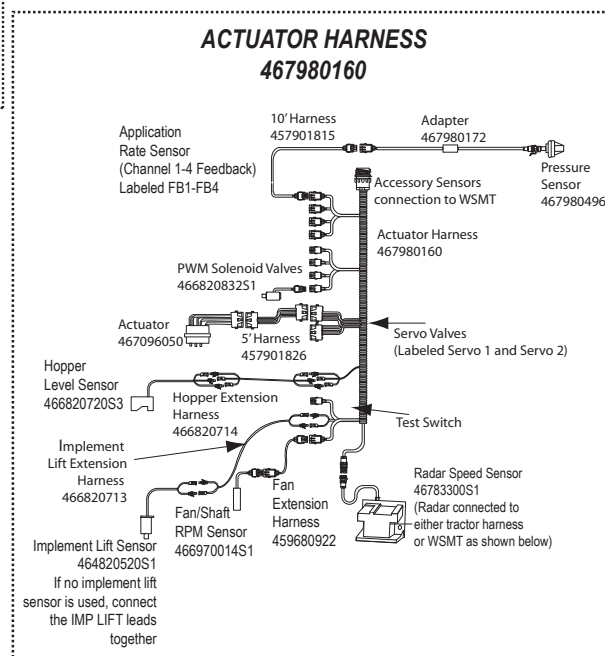 ACTUATOR HARNESS
467980160
10' Harness
457901815
Adapter
467980172
Application
Rate Sensor
(Channel 1-4 Feedback)
Labeled FB1-FB4
Pressure
Sensor
467980496
Accessory Sensors
connection to WSMT
Actuator Harness
467980160
PWM Solenoid Valves
466820832S1
Actuator
467096050
5' Harness
457901826
Servo Valves
(Labeled Servo 1 and Servo 2)
Hopper
Level Sensor
466820720S3
Hopper Extension
Harness
466820714
Test Switch
Implement
Lift Extension
Harness
466820713
Fan/Shaft
RPM Sensor
466970014S1
Fan
Extension
Harness
459680922
Radar Speed Sensor
46783300S1
(Radar connected to
either tractor harness
or WSMT as shown below)
Implement Lift Sensor
464820520S1
If no implement lift
sensor is used, connect
the IMP LIFT leads
together